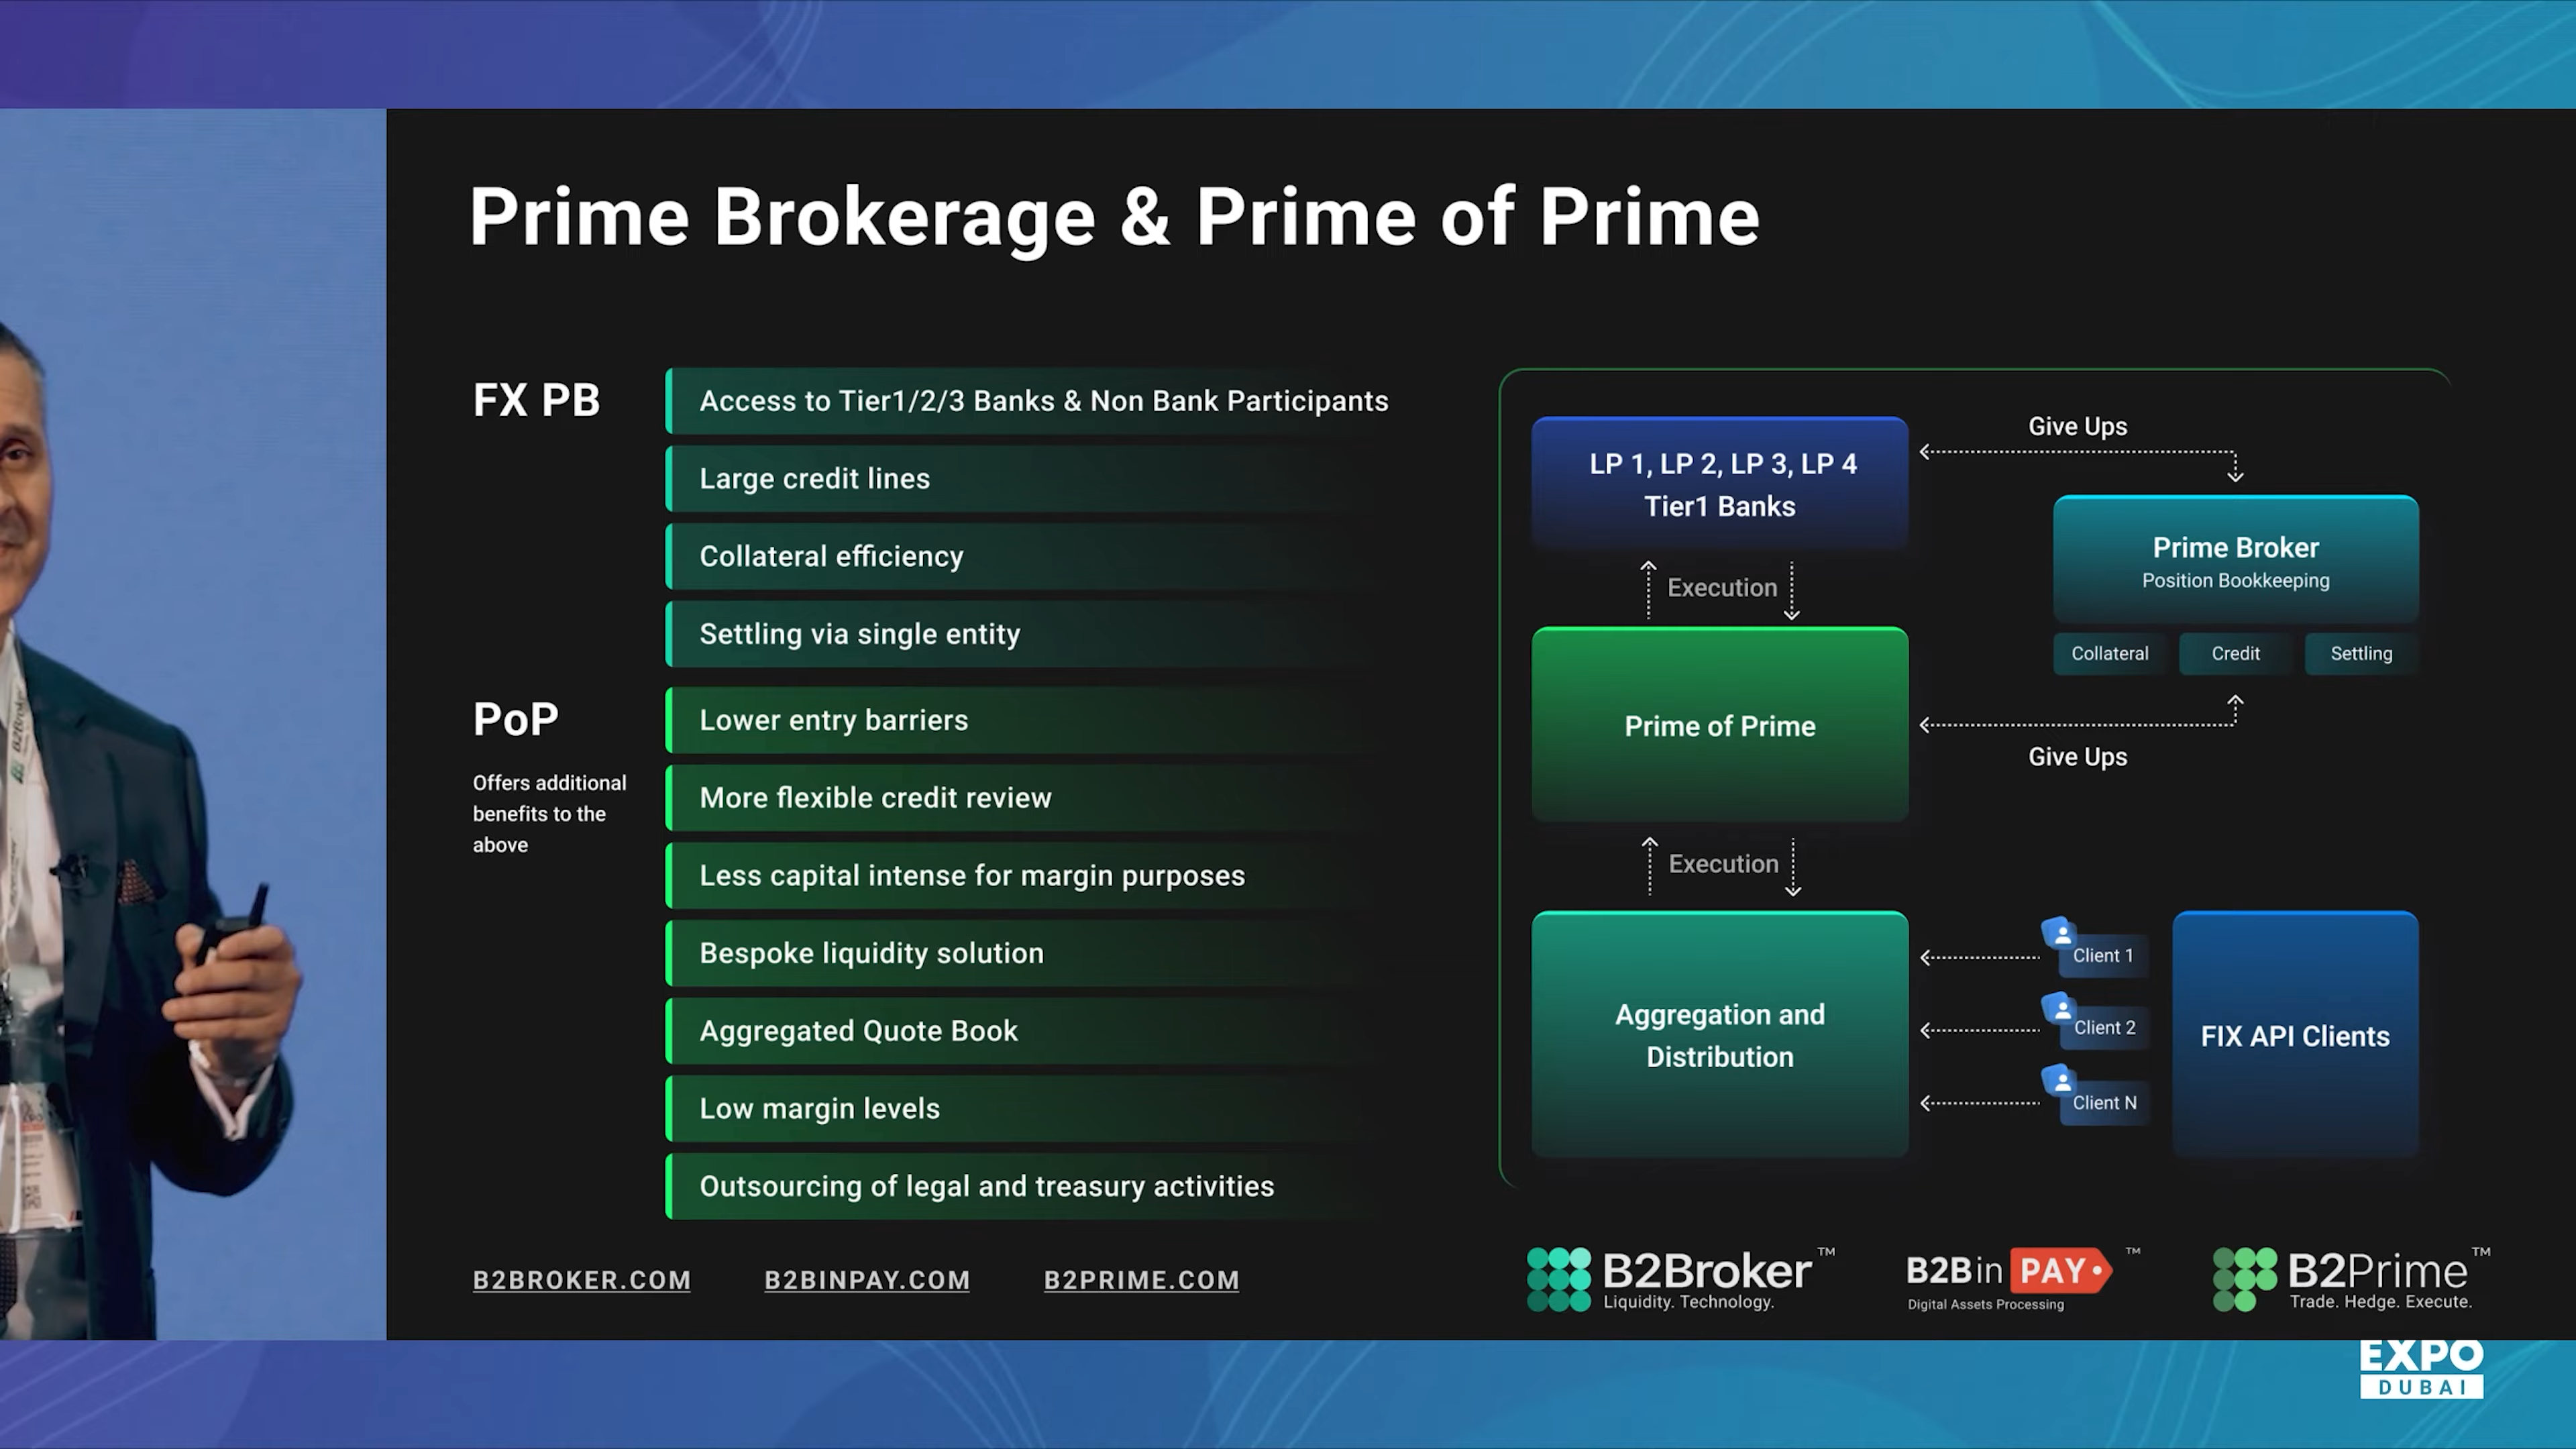 Prime Brokerage & Prime of Prime
FX PB
Access to Tier1/2/3 Banks & Non Bank Participants
Large credit lines
Collateral efficiency
Settling via single entity
PoP
Offers additional
benefits to the
above
Lower entry barriers
More flexible credit review
Less capital intense for margin purposes
Bespoke liquidity solution
Aggregated Quote Book
Low margin levels
Outsourcing of legal and treasury activities
LP 1, LP 2, LP 3, LP 4
Tier1 Banks
Give Ups
Prime Broker
Position Bookkeeping
Collateral
Credit
Settling
Execution
Prime of Prime
Give Ups
Execution
Aggregation and
Distribution
Client 1
Client 2
Client N
FIX API Clients
B2BROKER.COM
B2BINPAY.COM
B2PRIME.COM
B2Broker™
Liquidity. Technology.
B2Bin PAY™
Digital Assets Processing
B2Prime™
Trade. Hedge. Execute.
EXPO
DUBAI